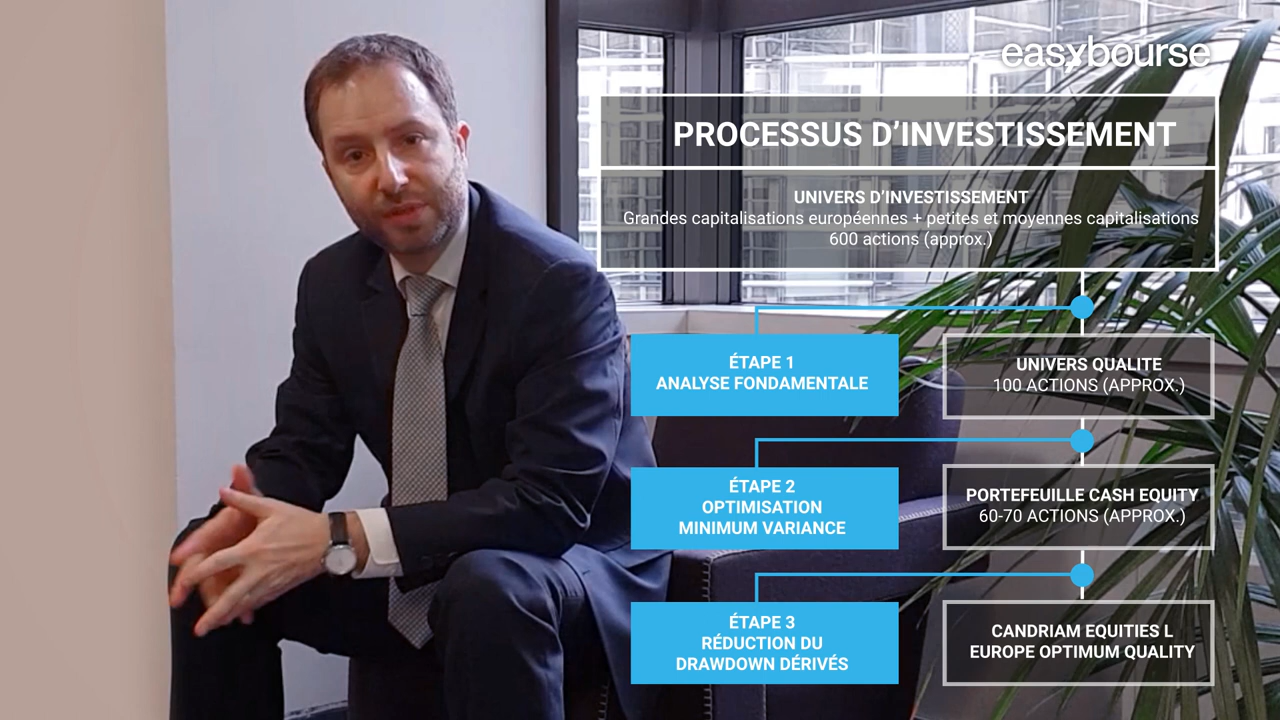 easybourse
PROCESSUS D’INVESTISSEMENT
UNIVERS D’INVESTISSEMENT
Grandes capitalisations européennes + petites et moyennes capitalisations
600 actions (approx.)
ÉTAPE 1
ANALYSE FONDAMENTALE
UNIVERS QUALITE
100 ACTIONS (APPROX.)
ÉTAPE 2
OPTIMISATION
MINIMUM VARIANCE
PORTEFEUILLE CASH EQUITY
60-70 ACTIONS (APPROX.)
ÉTAPE 3
RÉDUCTION DU
DRAWDOWN DÉRIVÉS
CANDRIAM EQUITIES L
EUROPE OPTIMUM QUALITY